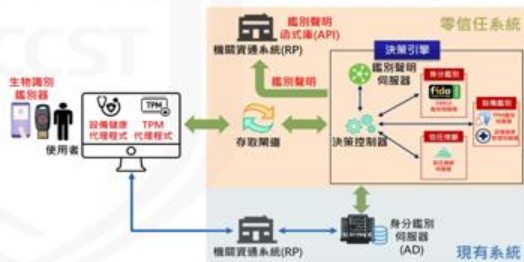 零信任系統
鑑別聲明
函式庫(API)
機關資通系統(RP)
鑑別聲明
決策引擎
鑑別聲明
伺服器
身分鑑別
fido
設備鑑別
信任推斷
決策控制器
存取閘道
生物識別
鑑別器
使用者
設備健康
代理程式
TPM
TPM
代理程式
機關資通系統(RP)
身分鑑別
伺服器
(AD)
現有系統